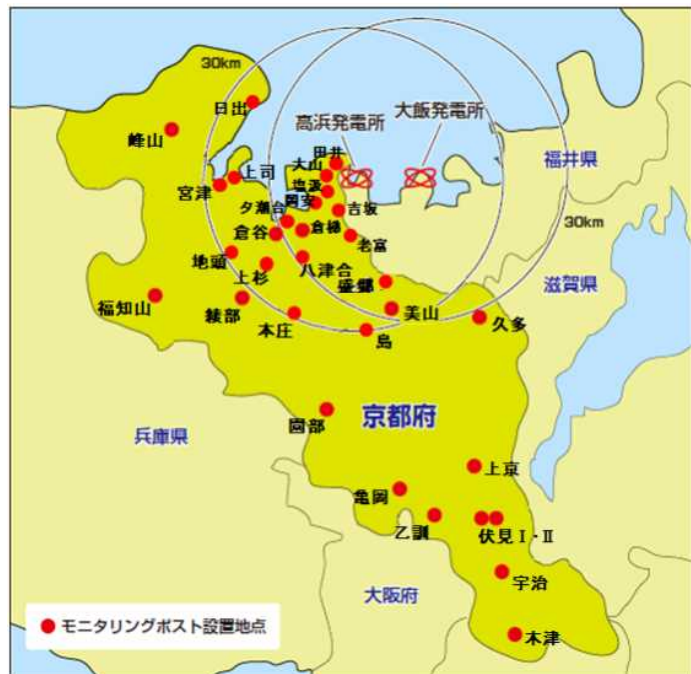 30km
日出
峰山
高浜発電所
大飯発電所
田井
大山
塩汲
岡安
上司
宮津
福井県
夕潮台
倉谷
倉梯
吉坂
老富
30km
地頭
上杉
八津合
盛郷
滋賀県
福知山
綾部
本庄
美山
久多
島
京都府
園部
兵庫県
上京
亀岡
乙訓
伏見Ⅰ・Ⅱ
宇治
大阪府
モニタリングポスト設置地点
木津